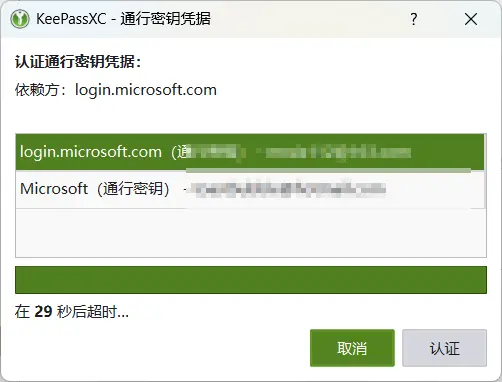 KeePassXC - 通行密钥凭据
认证通行密钥凭据：
依赖方：login.microsoft.com
login.microsoft.com（通
Microsoft（通行密钥） -
在 29 秒后超时...
取消
认证